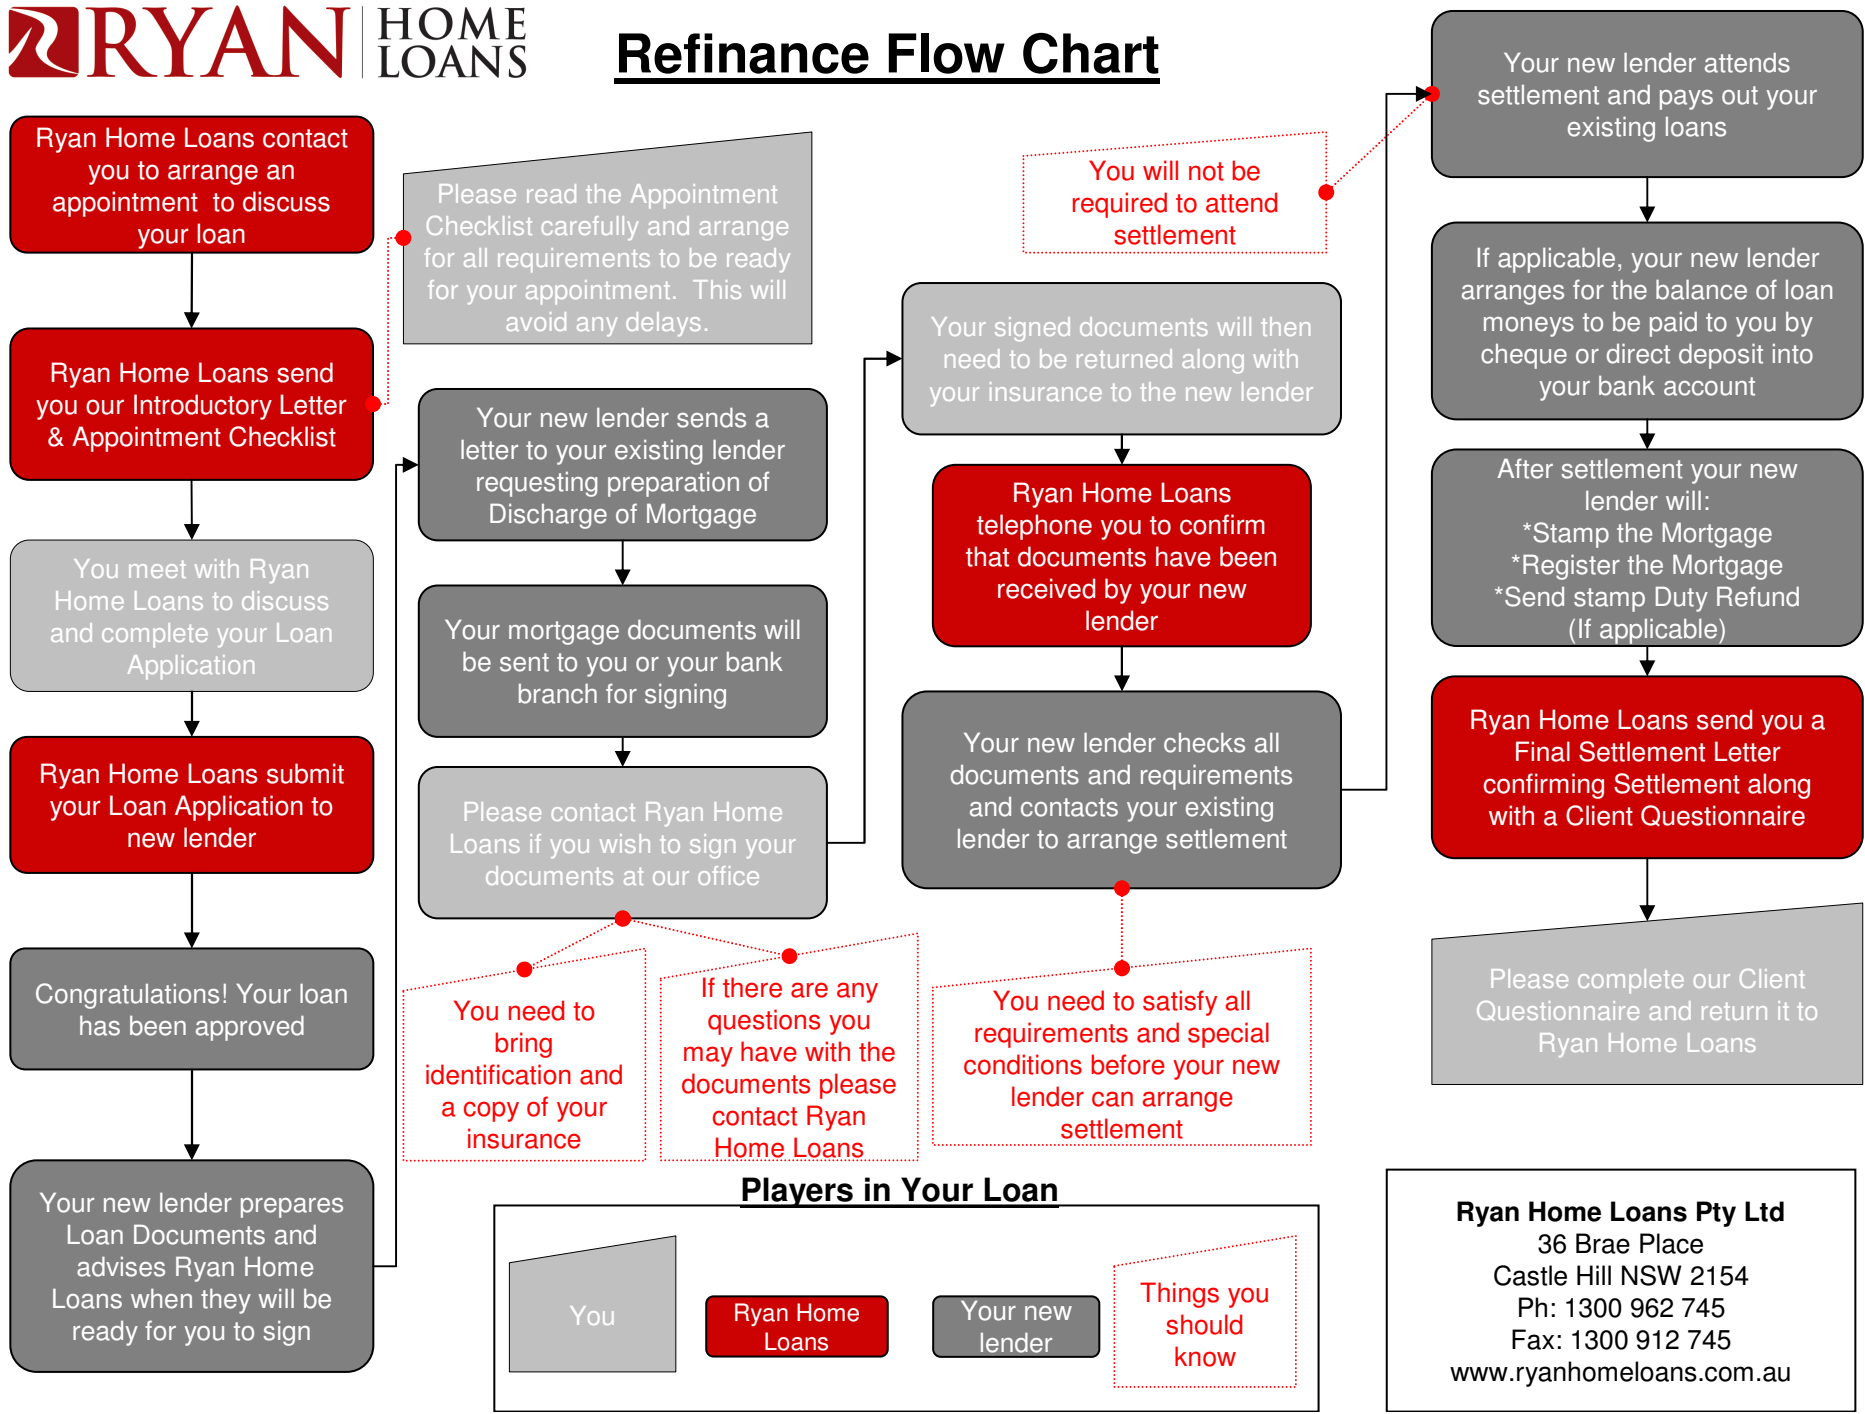 RYAN HOME LOANS
Refinance Flow Chart
Ryan Home Loans contact
you to arrange an
appointment  to discuss
your loan
Ryan Home Loans send
you our Introductory Letter
& Appointment Checklist
You meet with Ryan
Home Loans to discuss
and complete your Loan
Application
Ryan Home Loans submit
your Loan Application to
new lender
Congratulations! Your loan
has been approved
Your new lender prepares
Loan Documents and
advises Ryan Home
Loans when they will be
ready for you to sign
Please read the Appointment
Checklist carefully and arrange
for all requirements to be ready
for your appointment.  This will
avoid any delays.
Your new lender sends a
letter to your existing lender
requesting preparation of
Discharge of Mortgage
Your mortgage documents will
be sent to you or your bank
branch for signing
Please contact Ryan Home
Loans if you wish to sign your
documents at our office
You need to
bring
identification and
a copy of your
insurance
If there are any
questions you
may have with the
documents please
contact Ryan
Home Loans
You will not be
required to attend
settlement
Your signed documents will then
need to be returned along with
your insurance to the new lender
Ryan Home Loans
telephone you to confirm
that documents have been
received by your new
lender
Your new lender checks all
documents and requirements
and contacts your existing
lender to arrange settlement
You need to satisfy all
requirements and special
conditions before your new
lender can arrange
settlement
Your new lender attends
settlement and pays out your
existing loans
If applicable, your new lender
arranges for the balance of loan
moneys to be paid to you by
cheque or direct deposit into
your bank account
After settlement your new
lender will:
*Stamp the Mortgage
*Register the Mortgage
*Send stamp Duty Refund
(If applicable)
Ryan Home Loans send you a
Final Settlement Letter
confirming Settlement along
with a Client Questionnaire
Please complete our Client
Questionnaire and return it to
Ryan Home Loans
Players in Your Loan
You
Ryan Home
Loans
Your new
lender
Things you
should
know
Ryan Home Loans Pty Ltd
36 Brae Place
Castle Hill NSW 2154
Ph: 1300 962 745
Fax: 1300 912 745
www.ryanhomeloans.com.au